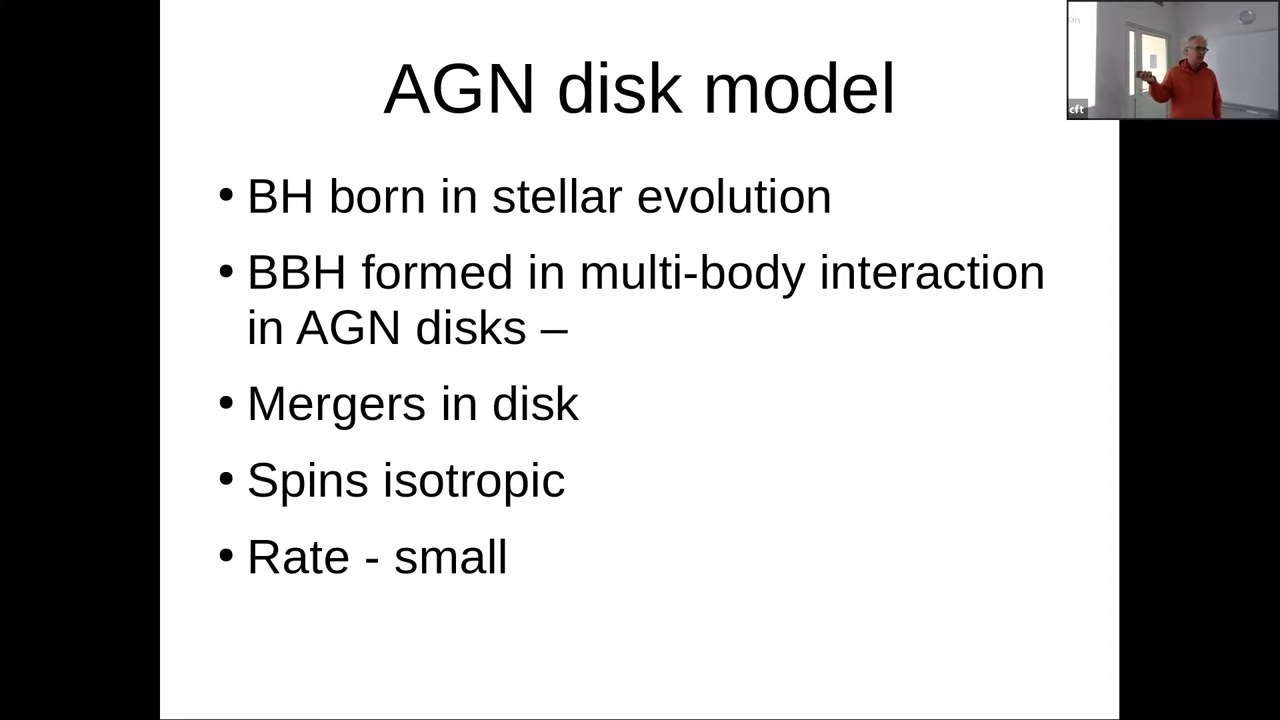 AGN disk model
• BH born in stellar evolution
• BBH formed in multi-body interaction
in AGN disks –
• Mergers in disk
• Spins isotropic
• Rate - small
cft